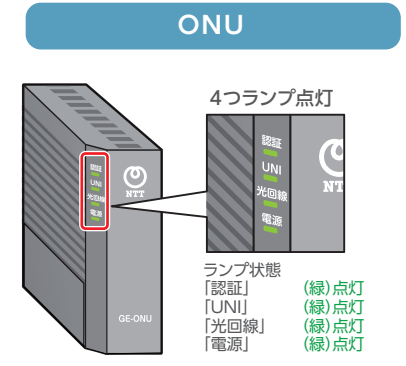 ONU
4つランプ点灯
認証
UNI
光回線
電源
NTT
GE-ONU
認証
UNI
光回線
電源
NT
ランプ状態
「認証」 (緑)点灯
「UNI」 (緑)点灯
「光回線」 (緑)点灯
「電源」 (緑)点灯